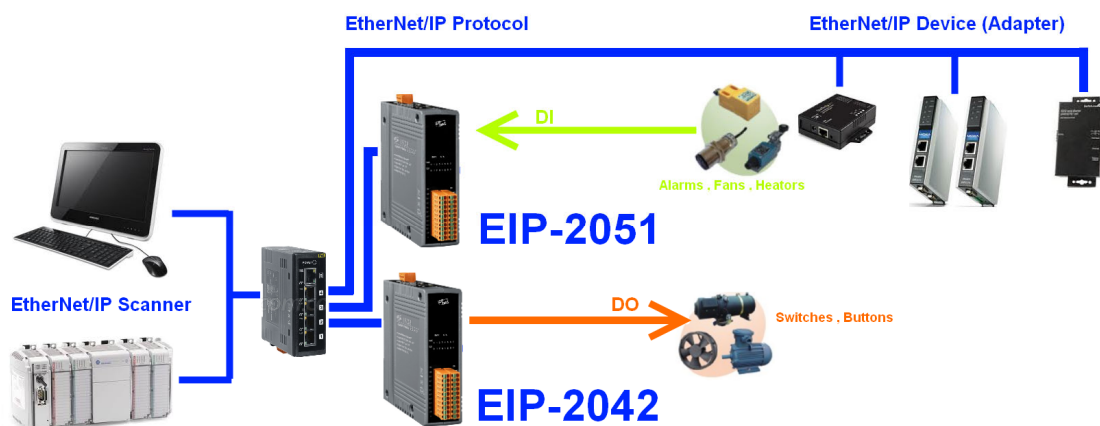 EtherNet/IP Protocol
EtherNet/IP Device (Adapter)
DI
Alarms , Fans , Heators
EIP-2051
EtherNet/IP Scanner
DO
Switches , Buttons
EIP-2042